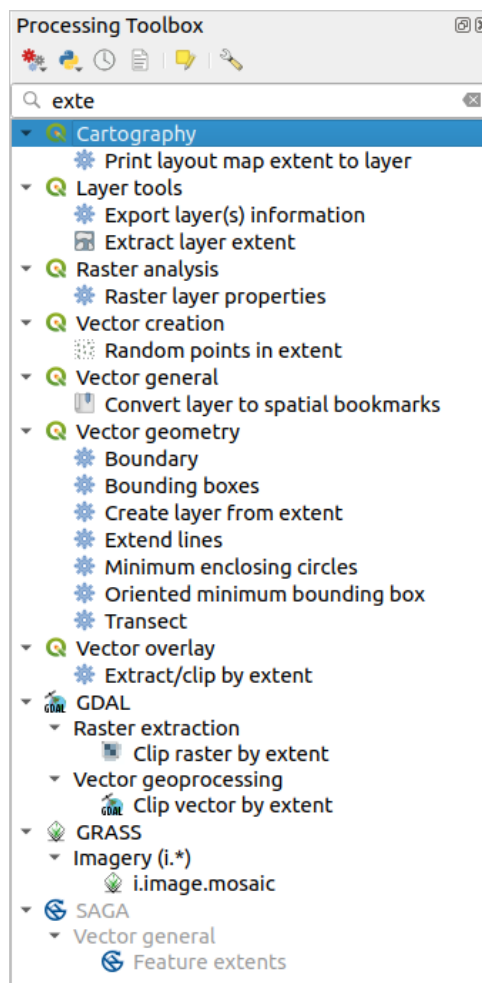 Processing Toolbox
exte
Cartography
Print layout map extent to layer
Layer tools
Export layer(s) information
Extract layer extent
Raster analysis
Raster layer properties
Vector creation
Random points in extent
Vector general
Convert layer to spatial bookmarks
Vector geometry
Boundary
Bounding boxes
Create layer from extent
Extend lines
Minimum enclosing circles
Oriented minimum bounding box
Transect
Vector overlay
Extract/clip by extent
GDAL
Raster extraction
Clip raster by extent
Vector geoprocessing
Clip vector by extent
GRASS
Imagery (i.*)
i.image.mosaic
SAGA
Vector general
Feature extents